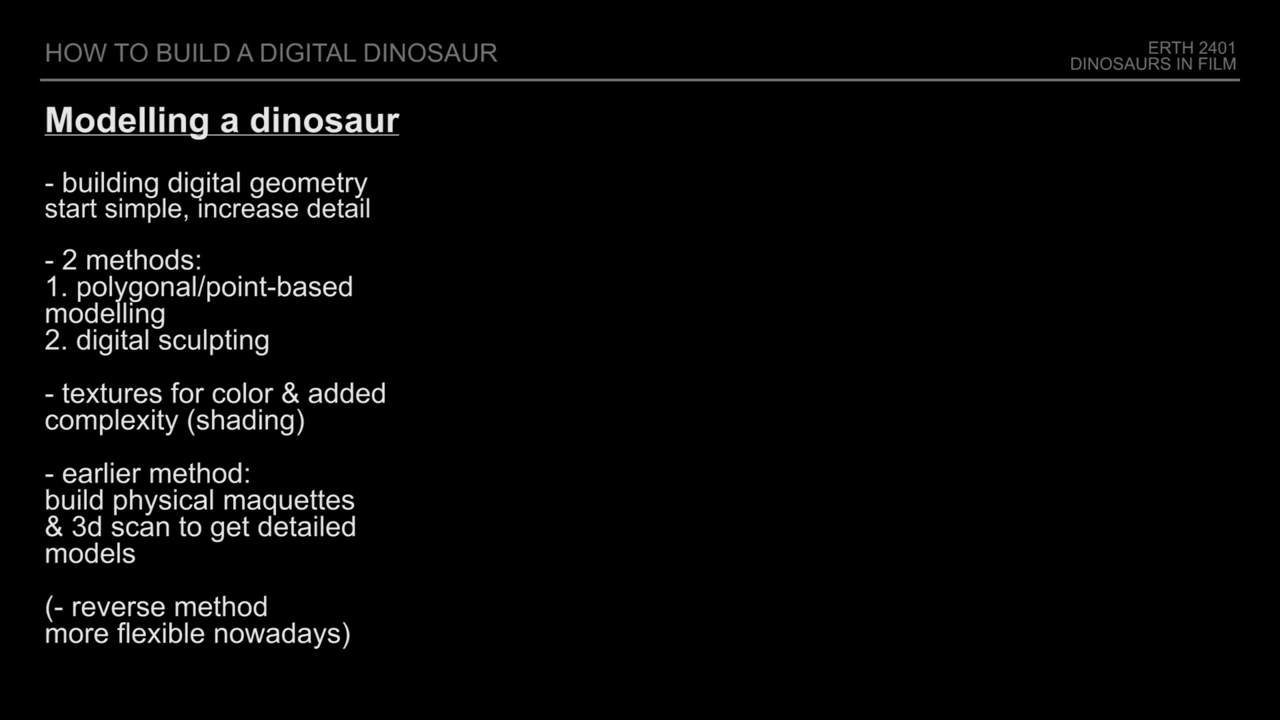 HOW TO BUILD A DIGITAL DINOSAUR
ERTH 2401
DINOSAURS IN FILM
Modelling a dinosaur
- building digital geometry
start simple, increase detail
- 2 methods:
1. polygonal/point-based
modelling
2. digital sculpting
- textures for color & added
complexity (shading)
- earlier method:
build physical maquettes
& 3d scan to get detailed
models
(- reverse method
more flexible nowadays)